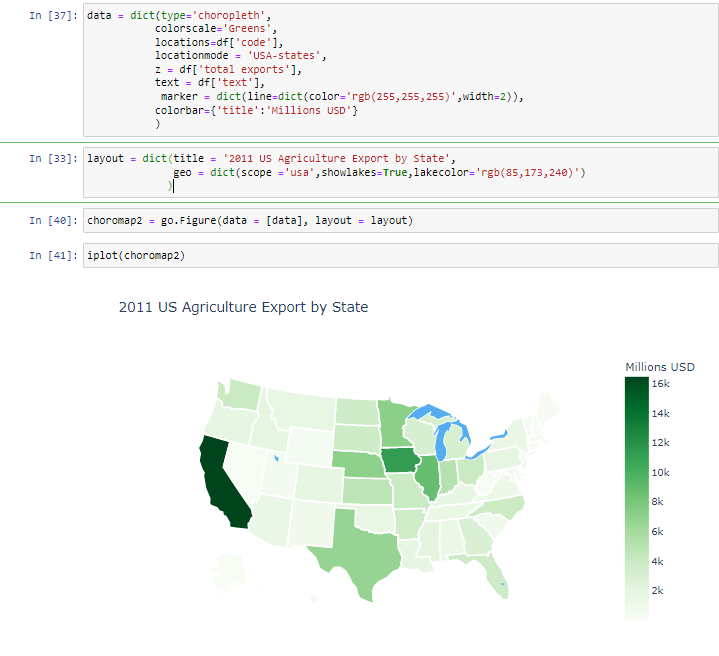 In [37]: data = dict(type='choropleth',
colorscale='Greens',
locations=df['code'],
locationmode = 'USA-states',
z = df['total exports'],
text = df['text'],
marker = dict(line=dict(color='rgb(255,255,255)',width=2)),
colorbar={'title':'Millions USD'}
)
In [33]: layout = dict(title = '2011 US Agriculture Export by State',
geo = dict(scope ='usa',showlakes=True,lakecolor='rgb(85,173,240)')
)
In [40]: choromap2 = go.Figure(data = [data], layout = layout)
In [41]: iplot(choromap2)
2011 US Agriculture Export by State
Millions USD
16k
14k
12k
10k
8k
6k
4k
2k